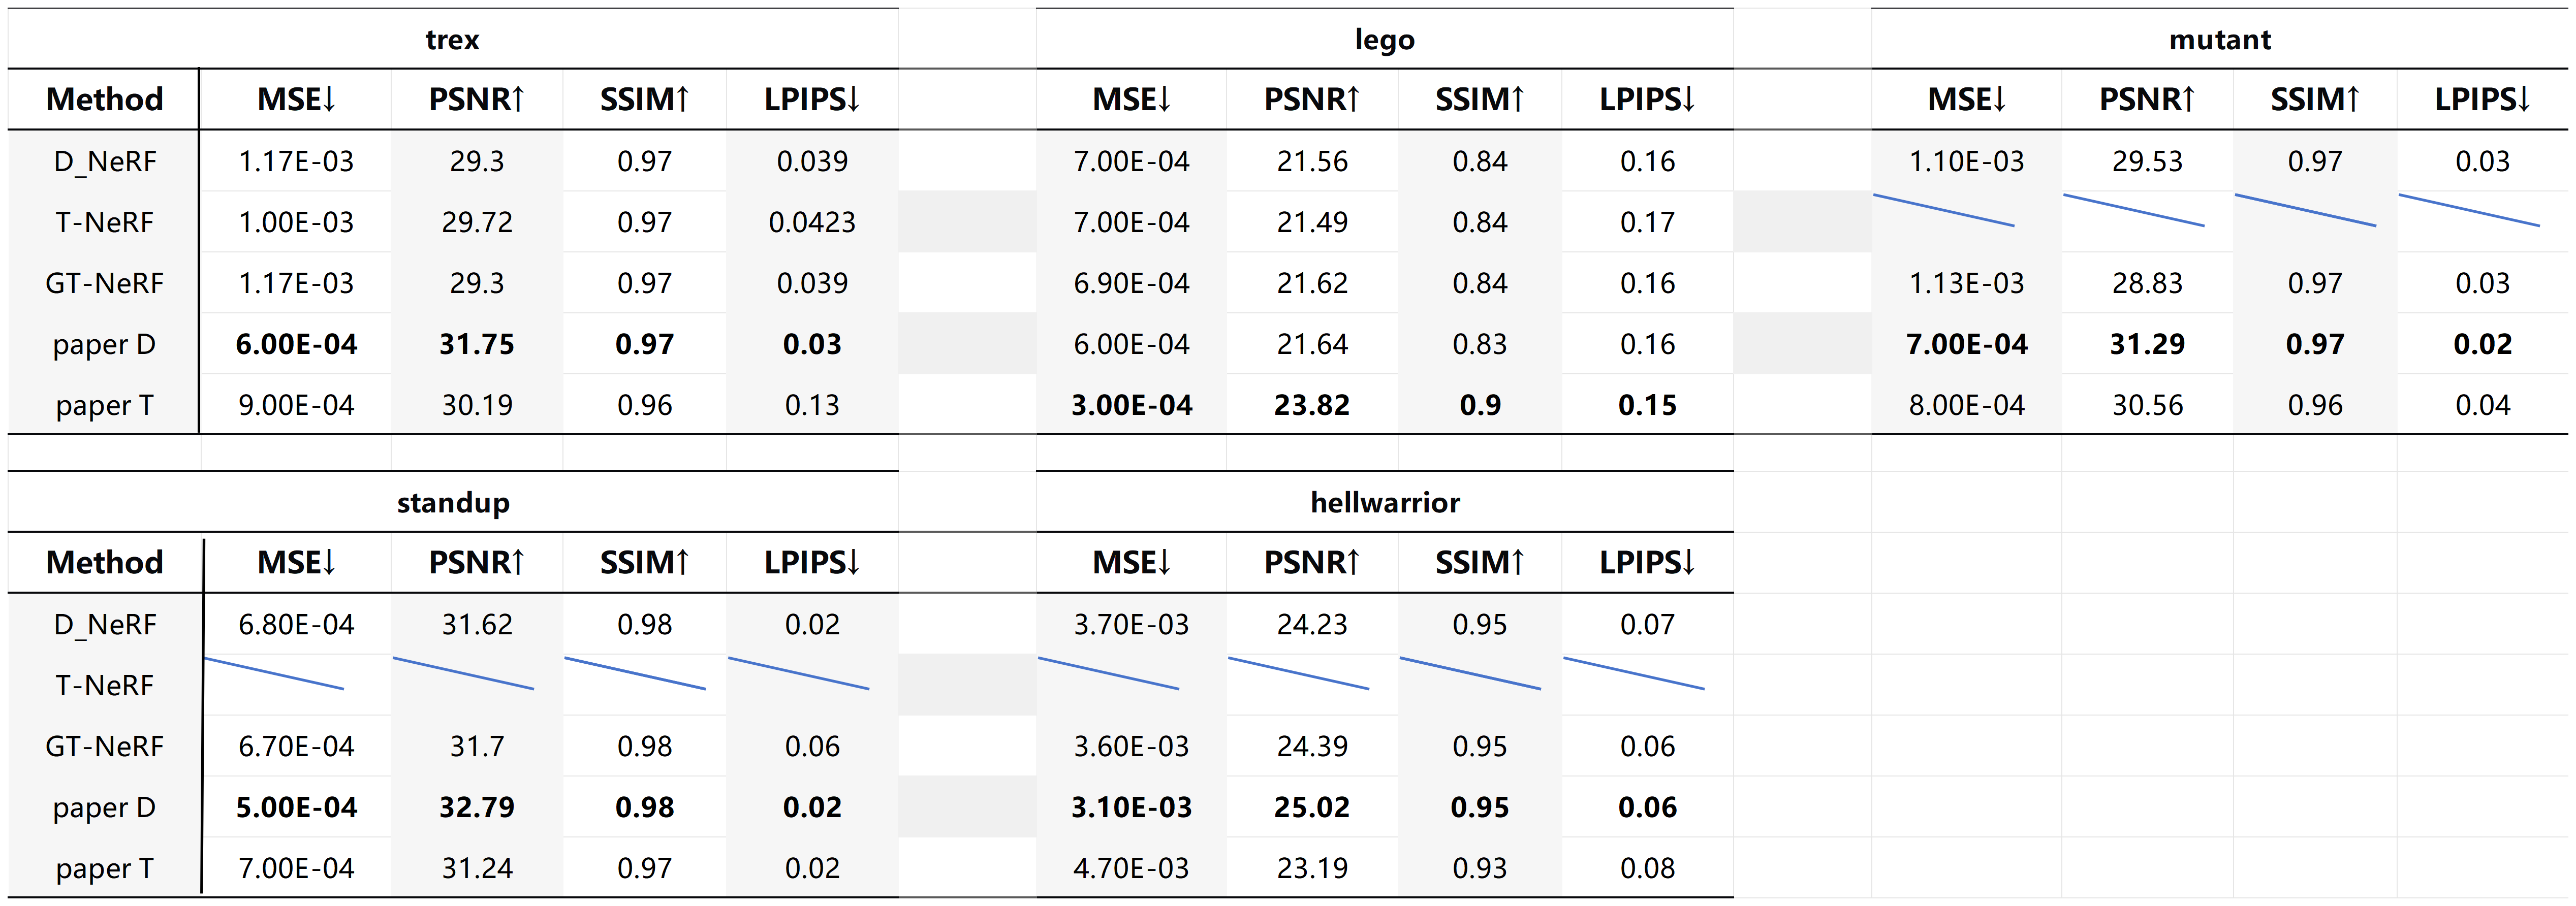 trex lego mutant
Method MSE↓ PSNR↑ SSIM↑ LPIPS↓ MSE↓ PSNR↑ SSIM↑ LPIPS↓ MSE↓ PSNR↑ SSIM↑ LPIPS↓
D_NeRF 1.17E-03 29.3 0.97 0.039 7.00E-04 21.56 0.84 0.16 1.10E-03 29.53 0.97 0.03
T-NeRF 1.00E-03 29.72 0.97 0.0423 7.00E-04 21.49 0.84 0.17
GT-NeRF 1.17E-03 29.3 0.97 0.039 6.90E-04 21.62 0.84 0.16 1.13E-03 28.83 0.97 0.03
paper D 6.00E-04 31.75 0.97 0.03 6.00E-04 21.64 0.83 0.16 7.00E-04 31.29 0.97 0.02
paper T 9.00E-04 30.19 0.96 0.13 3.00E-04 23.82 0.9 0.15 8.00E-04 30.56 0.96 0.04
standup hellwarrior
Method MSE↓ PSNR↑ SSIM↑ LPIPS↓ MSE↓ PSNR↑ SSIM↑ LPIPS↓
D_NeRF 6.80E-04 31.62 0.98 0.02 3.70E-03 24.23 0.95 0.07
T-NeRF
GT-NeRF 6.70E-04 31.7 0.98 0.06 3.60E-03 24.39 0.95 0.06
paper D 5.00E-04 32.79 0.98 0.02 3.10E-03 25.02 0.95 0.06
paper T 7.00E-04 31.24 0.97 0.02 4.70E-03 23.19 0.93 0.08